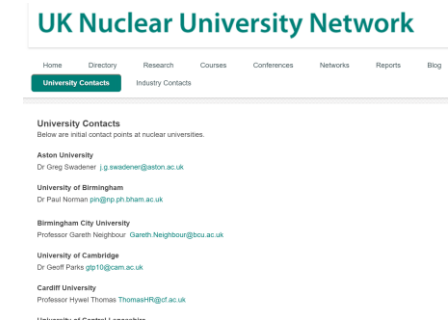 UK Nuclear University Network
Home Directory Research Courses Conferences Networks Reports Blog
University Contacts Industry Contacts
University Contacts
Below are initial contact points at nuclear universities.
Aston University
Dr Greg Swadener j.g.swadener@aston.ac.uk
University of Birmingham
Dr Paul Norman pin@np.ph.bham.ac.uk
Birmingham City University
Professor Gareth Neighbour Gareth.Neighbour@bcu.ac.uk
University of Cambridge
Dr Geoff Parks gtp10@cam.ac.uk
Cardiff University
Professor Hywel Thomas ThomasHR@cf.ac.uk
University of Central Lancashire